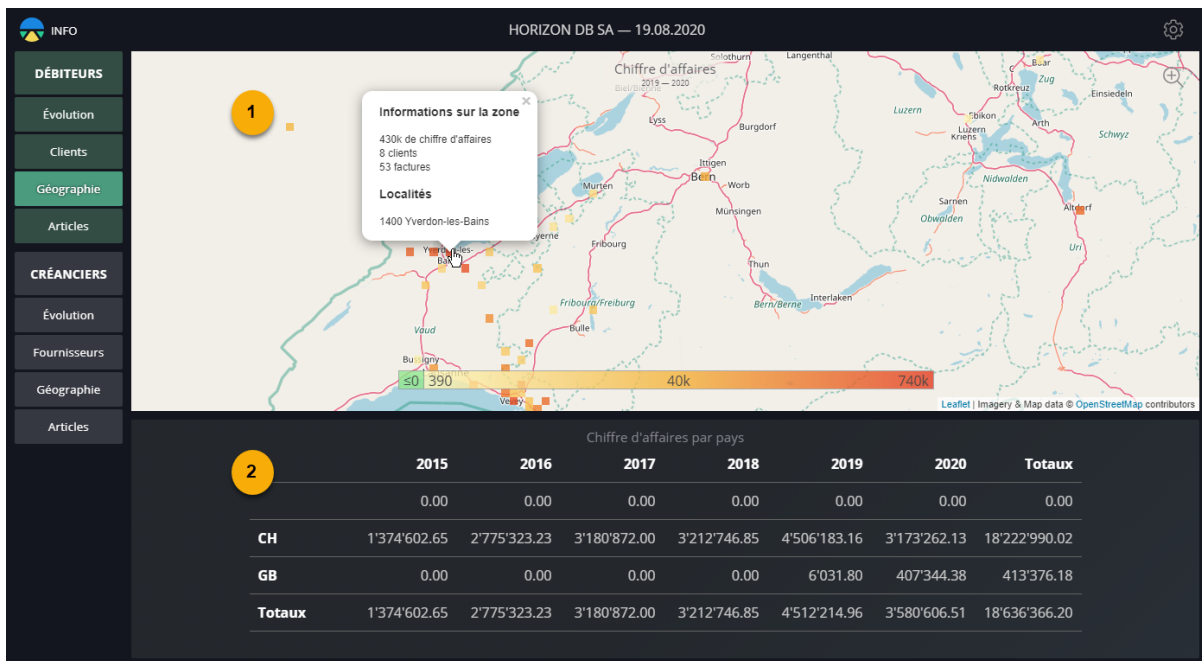 INFO
HORIZON DB SA — 19.08.2020
DÉBITEURS
Évolution
Clients
Géographie
Articles
CRÉANCIERS
Évolution
Fournisseurs
Géographie
Articles
1
Chiffre d'affaires
2019 — 2020
Informations sur la zone
×
430k de chiffre d'affaires
8 clients
53 factures
Localités
1400 Yverdon-les-Bains
Solothurn
Langenthal
Biel/Bienne
Lyss
Burgdorf
Ittigen
Bern
Worb
Münsingen
Murten
Fribourg
Thun
Fribourg/Freiburg
Bern/Berne
Interlaken
Bulle
Vaud
Luzern
Luzern
Kriens
Ebikon
Rotkreuz
Baar
Zug
Arth
Einsiedeln
Schwyz
Nidwalden
Sarnen
Obwalden
Altdorf
Uri
Vevey
≤0
390
40k
740k
Leaflet | Imagery & Map data © OpenStreetMap contributors
2
Chiffre d'affaires par pays
2015 2016 2017 2018 2019 2020 Totaux
0.00 0.00 0.00 0.00 0.00 0.00 0.00
CH 1'374'602.65 2'775'323.23 3'180'872.00 3'212'746.85 4'506'183.16 3'173'262.13 18'222'990.02
GB 0.00 0.00 0.00 0.00 6'031.80 407'344.38 413'376.18
Totaux 1'374'602.65 2'775'323.23 3'180'872.00 3'212'746.85 4'512'214.96 3'580'606.51 18'636'366.20